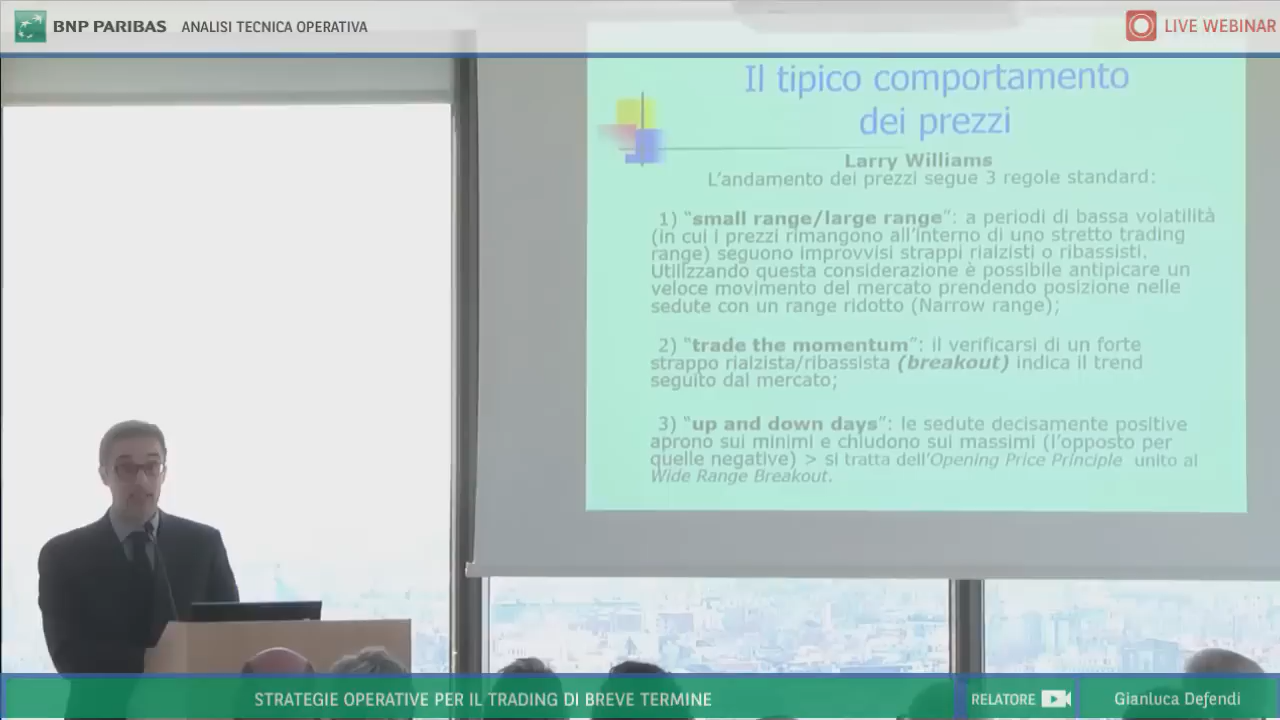 BNP PARIBAS ANALISI TECNICA OPERATIVA
LIVE WEBINAR
Il tipico comportamento
dei prezzi
Larry Williams
L'andamento dei prezzi segue 3 regole standard:
1) "small range/large range": a periodi di bassa volatilità
(in cui i prezzi rimangono all'interno di uno stretto trading
range) seguono improvvisi strappi rialzisti o ribassisti.
Utilizzando questa considerazione è possibile antipicare un
veloce movimento del mercato prendendo posizione nelle
sedute con un range ridotto (Narrow range);
2) "trade the momentum": il verificarsi di un forte
strappo rialzista/ribassista (breakout) indica il trend
seguito dal mercato;
3) "up and down days": le sedute decisamente positive
aprono sui minimi e chiudono sui massimi (l'opposto per
quelle negative) > si tratta dell'Opening Price Principle unito al
Wide Range Breakout.
STRATEGIE OPERATIVE PER IL TRADING DI BREVE TERMINE
RELATORE
Gianluca Defendi